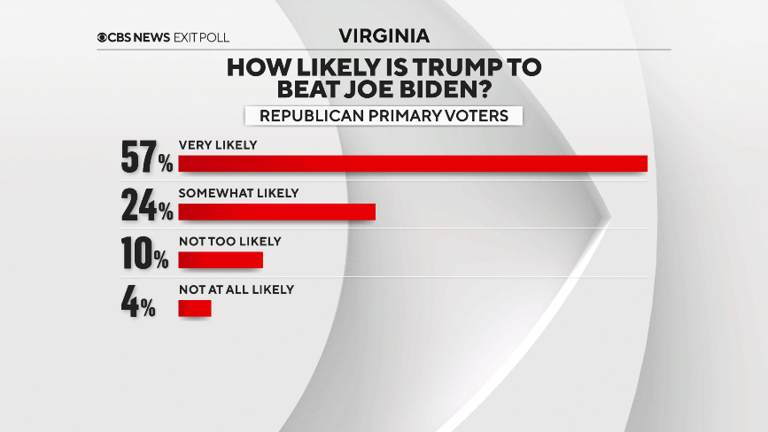 CBS NEWS EXIT POLL
VIRGINIA
HOW LIKELY IS TRUMP TO
BEAT JOE BIDEN?
REPUBLICAN PRIMARY VOTERS
57% VERY LIKELY
24% SOMEWHAT LIKELY
10% NOT TOO LIKELY
4% NOT AT ALL LIKELY